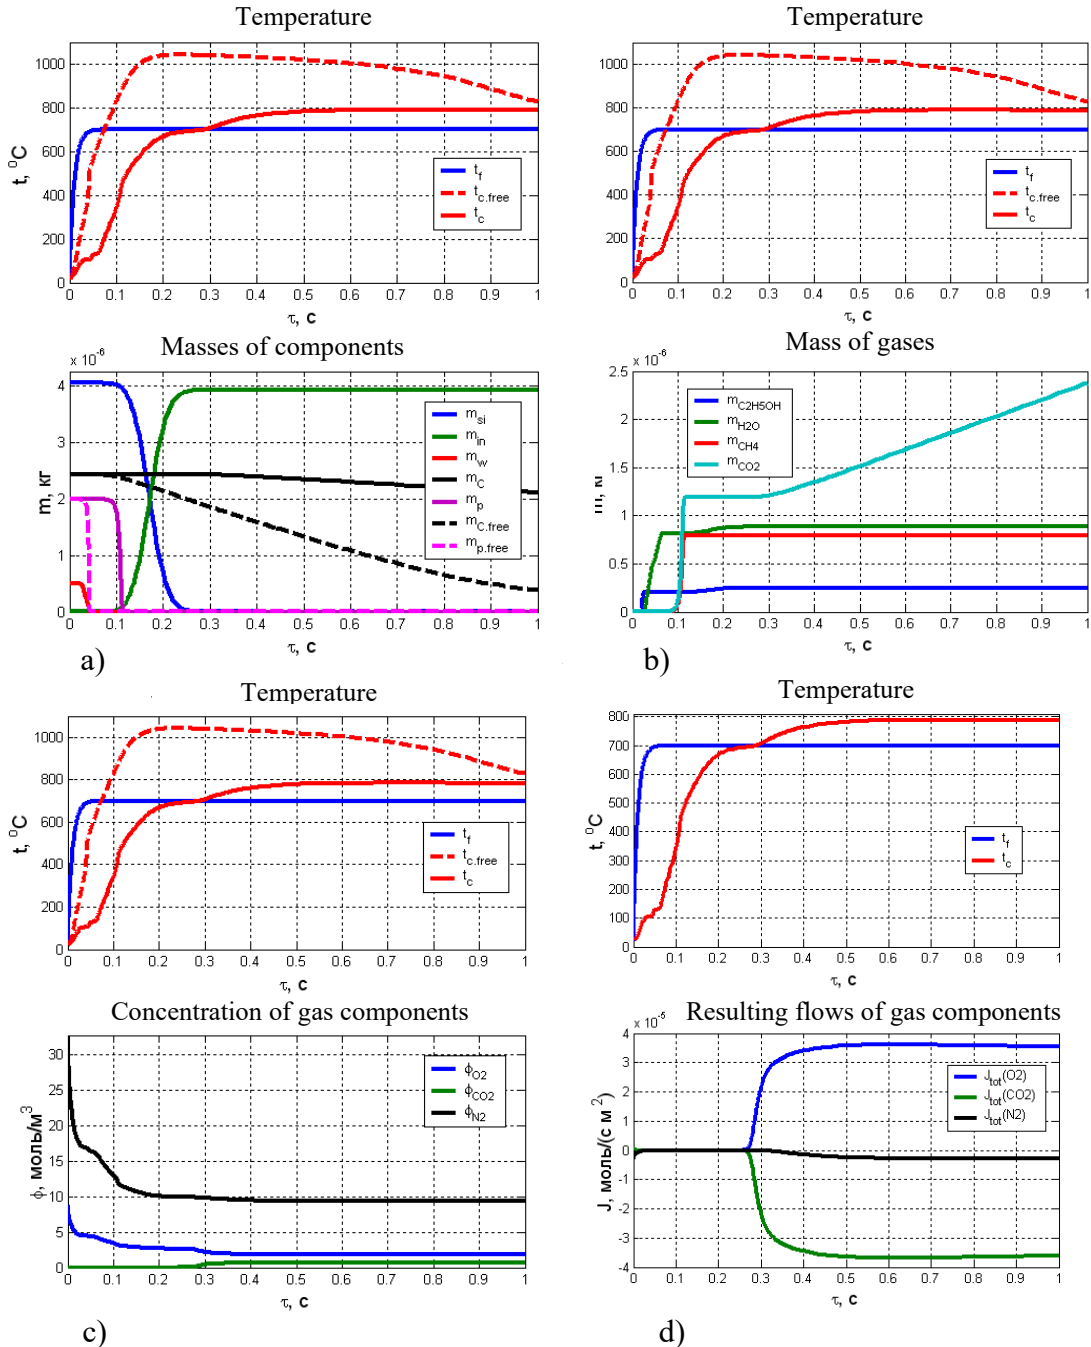 Temperature
1000
800
600
400
200
0
t, ⁰C
t_f
t_c.free
t_c
0 0.1 0.2 0.3 0.4 0.5 0.6 0.7 0.8 0.9 1
τ, c
Temperature
1000
800
600
400
200
0
t_f
t_c.free
t_c
0 0.1 0.2 0.3 0.4 0.5 0.6 0.7 0.8 0.9 1
τ, c
Masses of components
x 10⁻⁶
4
3
2
1
0
m, кг
m_si
m_in
m_w
m_C
m_p
m_C.free
m_p.free
0 0.1 0.2 0.3 0.4 0.5 0.6 0.7 0.8 0.9 1
τ, c
a)
Mass of gases
x 10⁻⁶
2.5
2
1.5
1
0.5
0
m, кг
m_C2H5OH
m_H2O
m_CH4
m_CO2
0 0.1 0.2 0.3 0.4 0.5 0.6 0.7 0.8 0.9 1
τ, c
b)
Temperature
1000
800
600
400
200
0
t, ⁰C
t_f
t_c.free
t_c
0 0.1 0.2 0.3 0.4 0.5 0.6 0.7 0.8 0.9 1
τ, c
Temperature
800
700
600
500
400
300
200
100
0
t, ⁰C
t_f
t_c
0 0.1 0.2 0.3 0.4 0.5 0.6 0.7 0.8 0.9 1
τ, c
Concentration of gas components
30
25
20
15
10
5
0
ϕ, моль/м³
ϕ_O2
ϕ_CO2
ϕ_N2
0 0.1 0.2 0.3 0.4 0.5 0.6 0.7 0.8 0.9 1
τ, c
c)
Resulting flows of gas components
x 10⁻⁵
4
3
2
1
0
-1
-2
-3
-4
J, моль/(с м²)
J_tot(O2)
J_tot(CO2)
J_tot(N2)
0 0.1 0.2 0.3 0.4 0.5 0.6 0.7 0.8 0.9 1
τ, c
d)